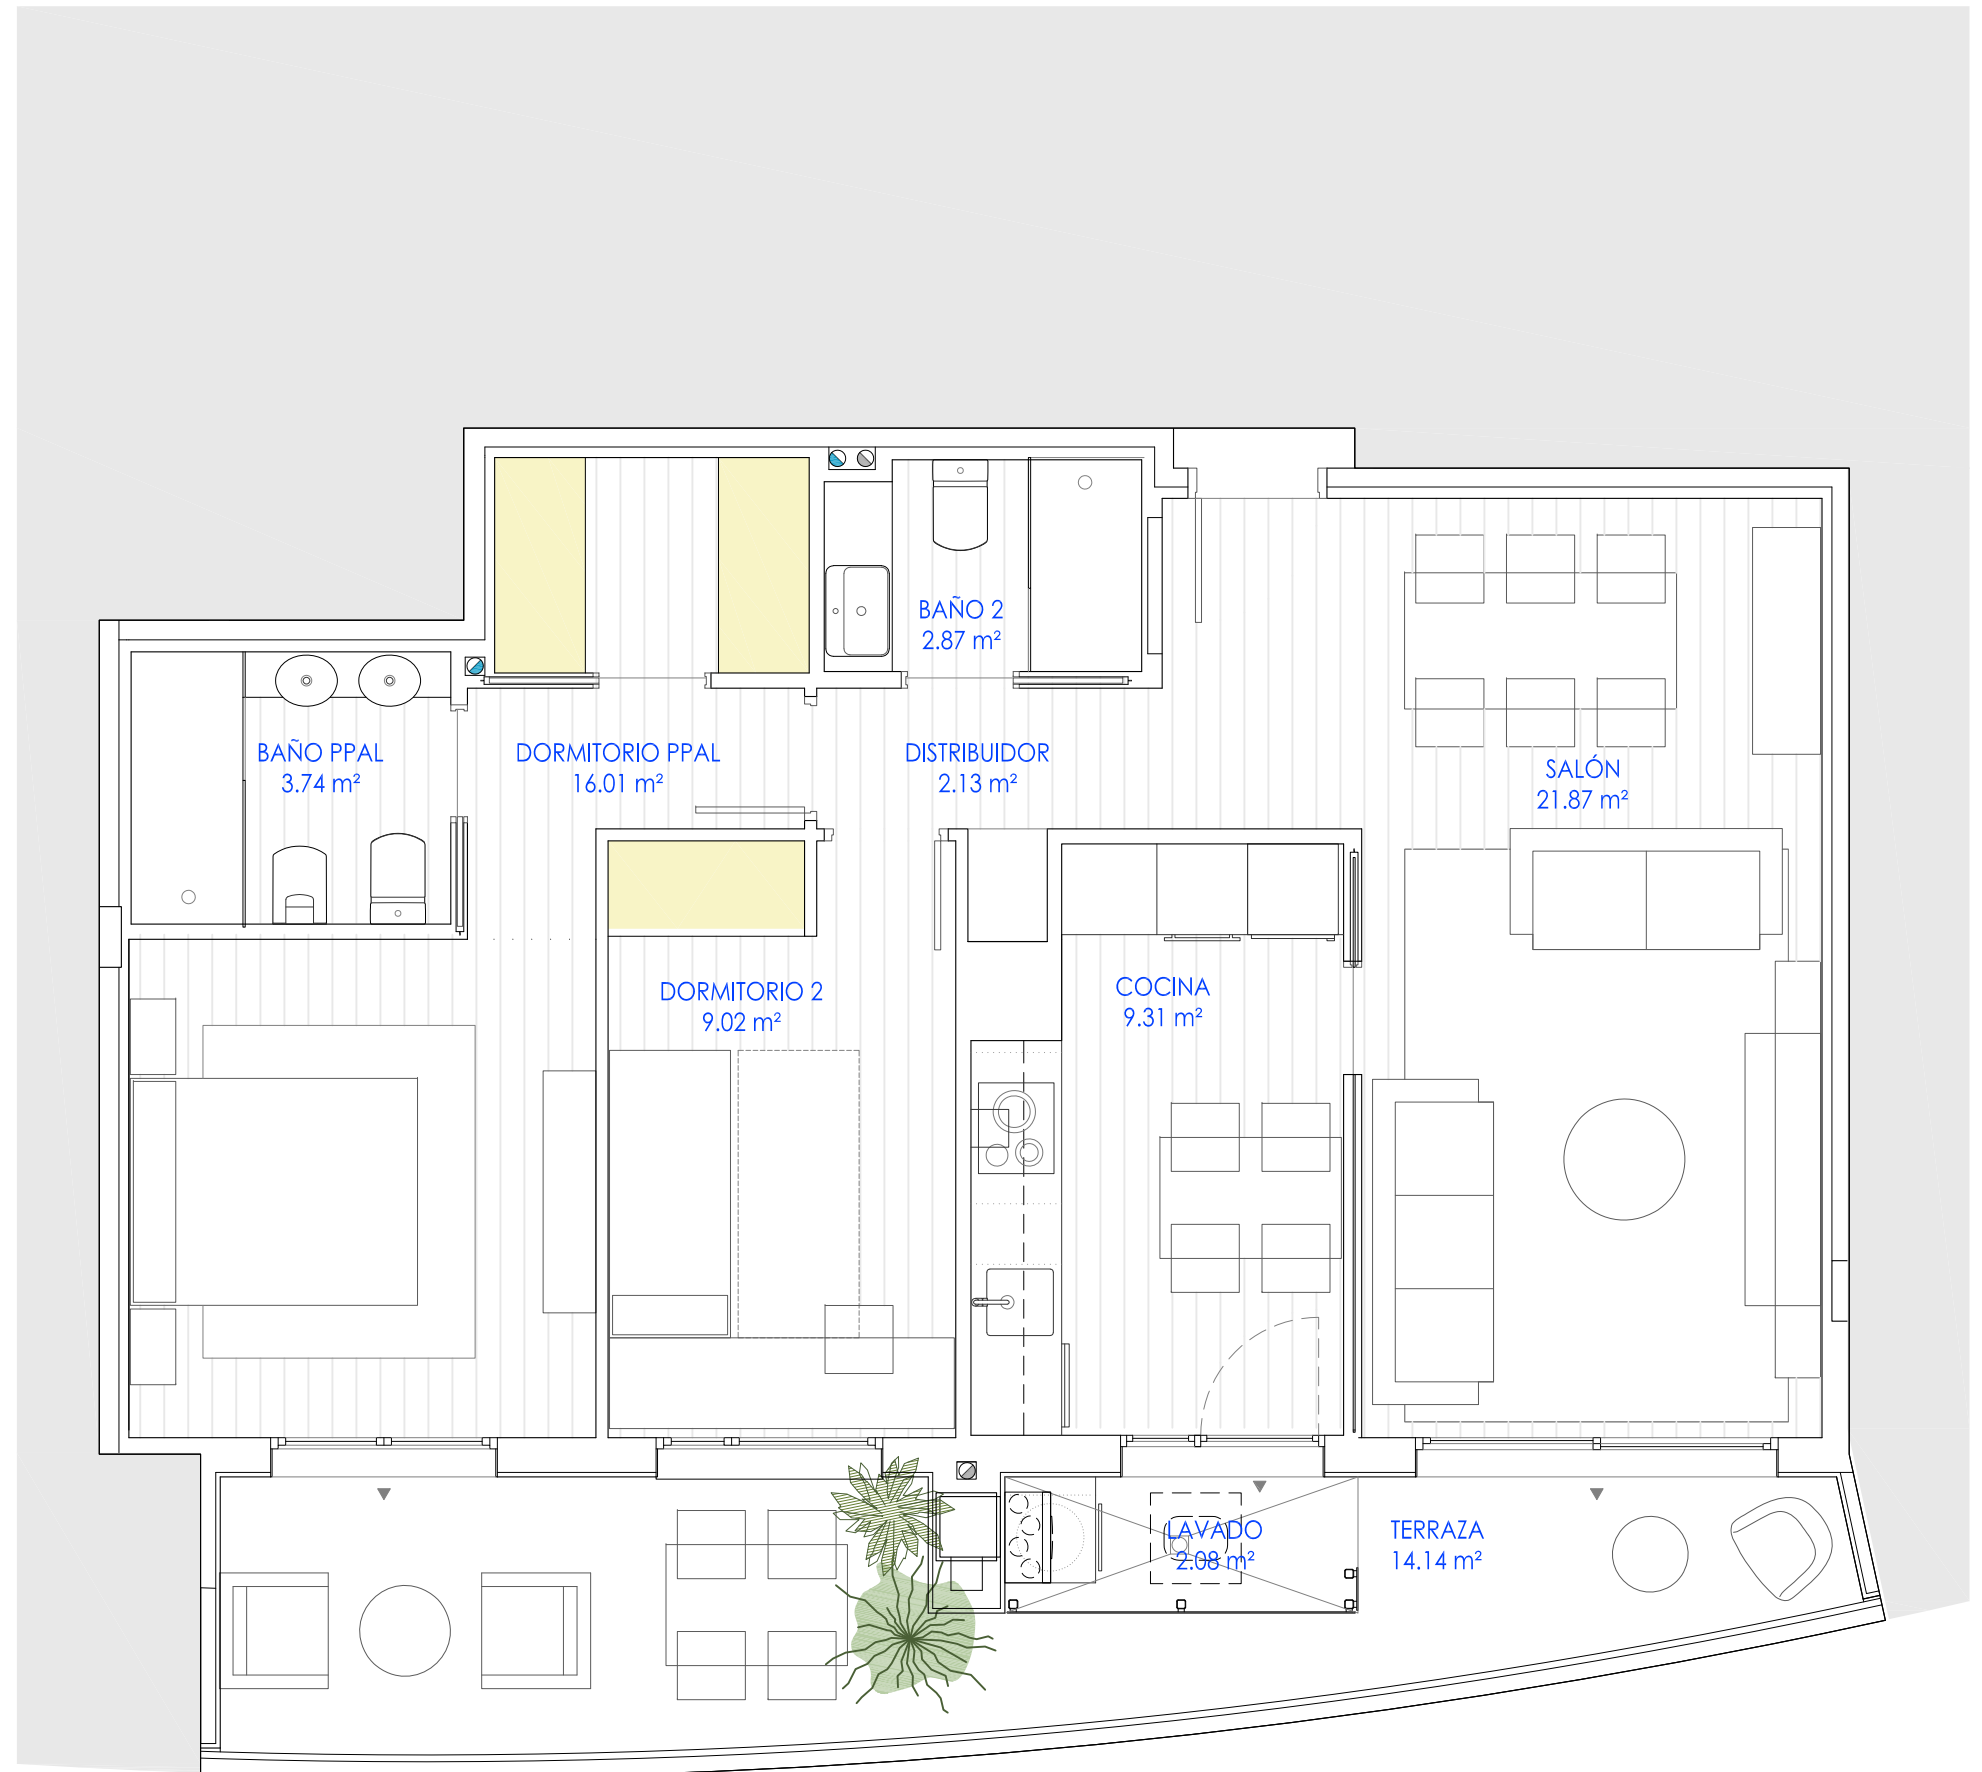 BAÑO 2
2.87 m²
BAÑO PPAL
3.74 m²
DORMITORIO PPAL
16.01 m²
DISTRIBUIDOR
2.13 m²
SALÓN
21.87 m²
DORMITORIO 2
9.02 m²
COCINA
9.31 m²
LAVADO
2.08 m²
TERRAZA
14.14 m²